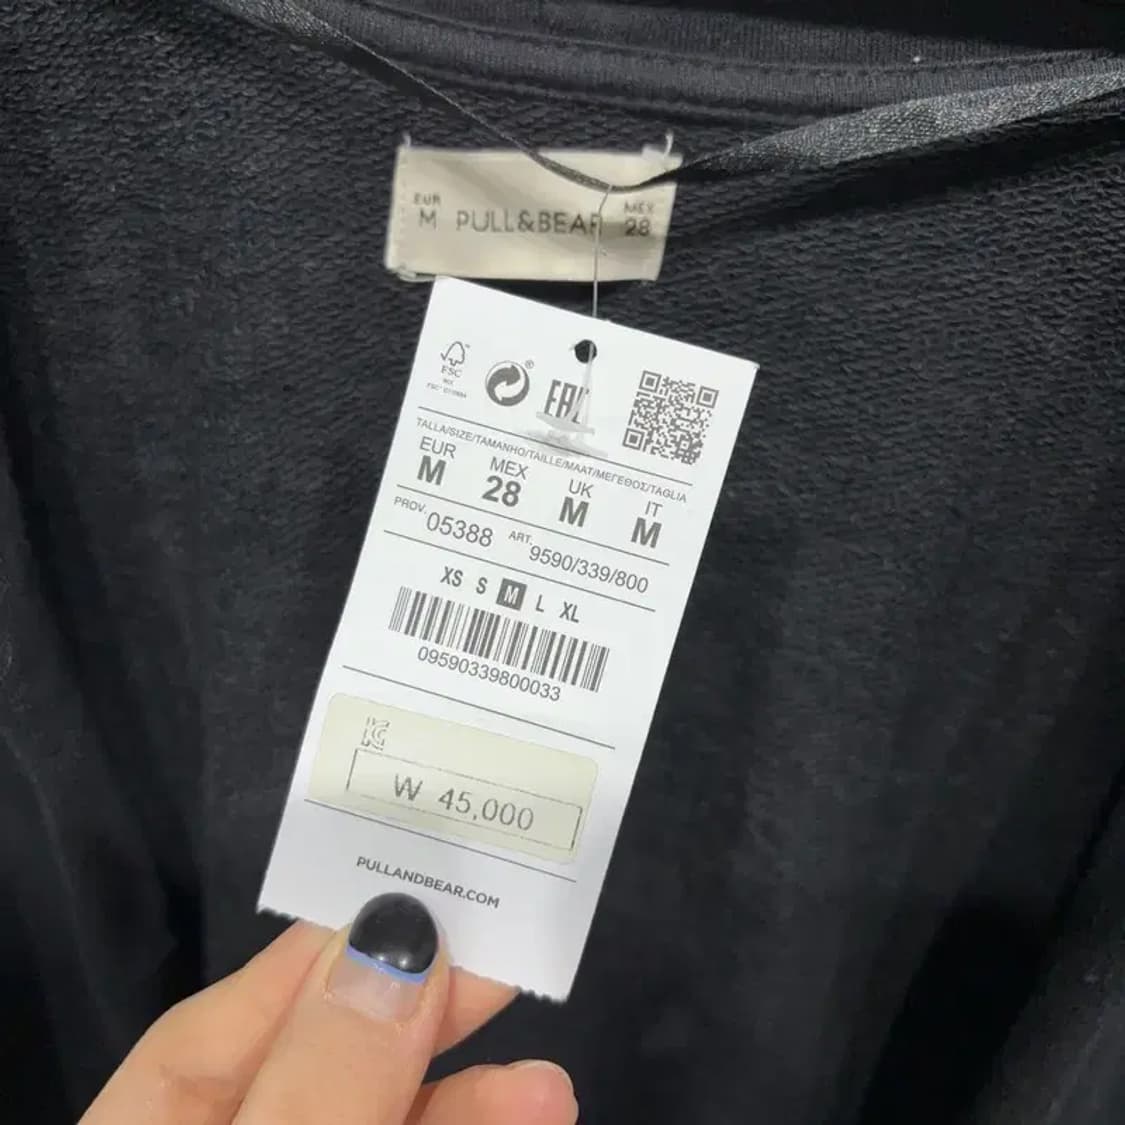 EUR
M PULL&BEAR
MEX
28
FSC
MIX
EAC
TALLA/SIZE/TAMANHO/TAILLE/MAAT/ΜΕΓΕΘΟΣ/TAGLIA
EUR MEX UK IT
M 28 M M
PROV. 05388 ART. 9590/339/800
XS S M L XL
09590339800033
₩ 45,000
PULLANDBEAR.COM